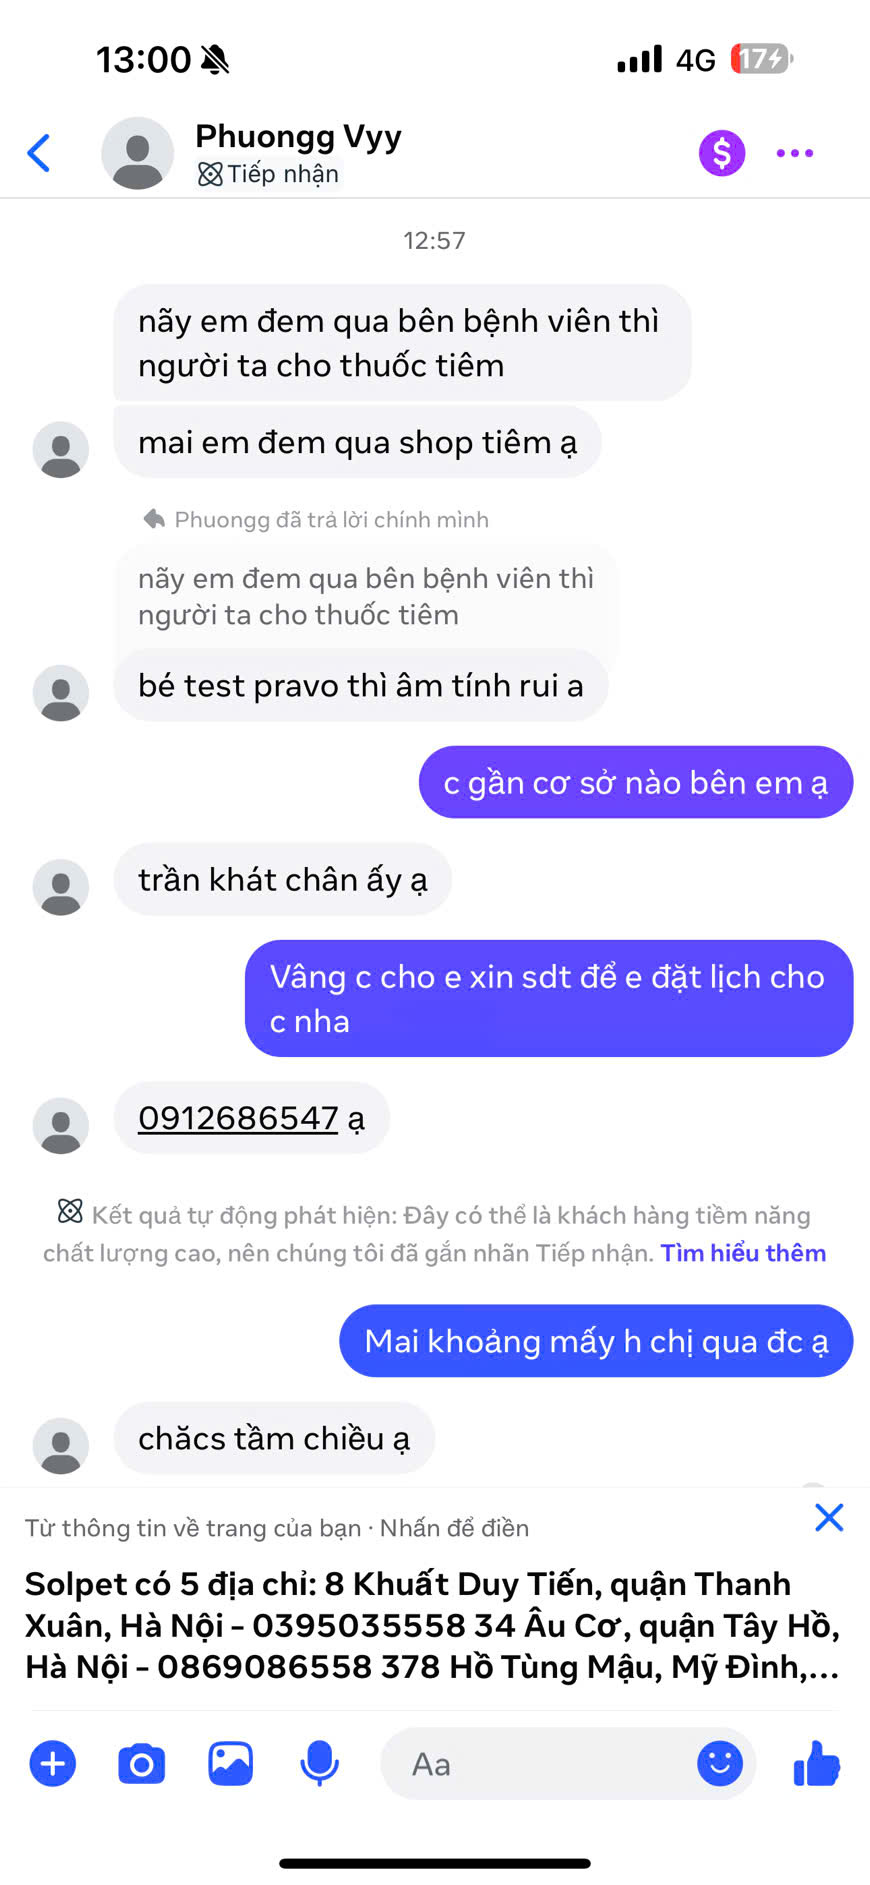 13:00
4G
17
Phuongg Vyy
Tiếp nhận
12:57
nãy em đem qua bên bệnh viên thì
người ta cho thuốc tiêm
mai em đem qua shop tiêm ạ
Phuongg đã trả lời chính mình
nãy em đem qua bên bệnh viên thì
người ta cho thuốc tiêm
bé test pravo thì âm tính rui a
c gần cơ sở nào bên em ạ
trần khát chân ấy ạ
Vâng c cho e xin sdt để e đặt lịch cho
c nha
0912686547 ạ
Kết quả tự động phát hiện: Đây có thể là khách hàng tiềm năng
chất lượng cao, nên chúng tôi đã gắn nhãn Tiếp nhận. Tìm hiểu thêm
Mai khoảng mấy h chị qua đc ạ
chăcs tầm chiều ạ
Từ thông tin về trang của bạn · Nhấn để điền
Solpet có 5 địa chỉ: 8 Khuất Duy Tiến, quận Thanh
Xuân, Hà Nội - 0395035558 34 Âu Cơ, quận Tây Hồ,
Hà Nội - 0869086558 378 Hồ Tùng Mậu, Mỹ Đình,...
Aa